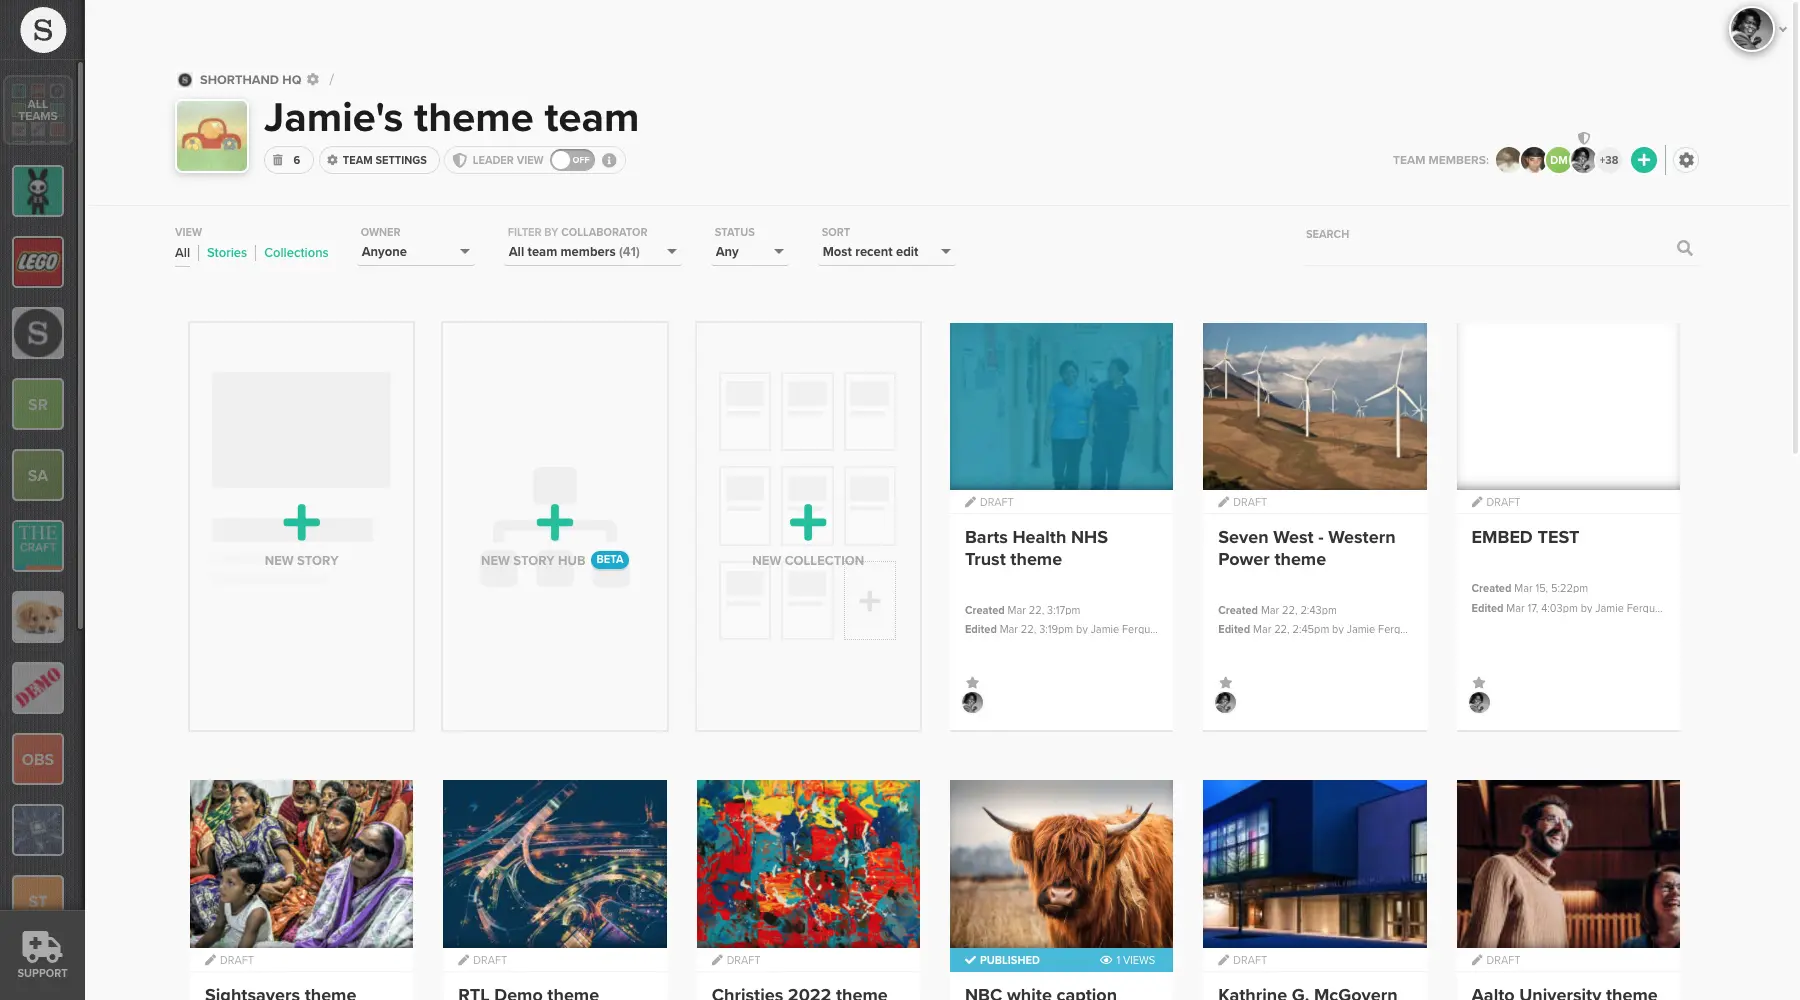 S
ALL
TEAMS
LEGO
S
SR
SA
THE
CRAFT
DEMO
OBS
ST
SUPPORT
SHORTHAND HQ /
Jamie's theme team
6
TEAM SETTINGS
LEADER VIEW OFF i
TEAM MEMBERS: DM +38
VIEW
All | Stories | Collections
OWNER
Anyone
FILTER BY COLLABORATOR
All team members (41)
STATUS
Any
SORT
Most recent edit
SEARCH
NEW STORY
NEW STORY HUB BETA
NEW COLLECTION
DRAFT
Barts Health NHS
Trust theme
Created Mar 22, 3:17pm
Edited Mar 22, 3:19pm by Jamie Fergu...
DRAFT
Seven West - Western
Power theme
Created Mar 22, 2:43pm
Edited Mar 22, 2:45pm by Jamie Ferg...
DRAFT
EMBED TEST
Created Mar 15, 5:22pm
Edited Mar 17, 4:03pm by Jamie Fergu...
DRAFT
Sightsavers theme
DRAFT
RTL Demo theme
DRAFT
Christies 2022 theme
PUBLISHED 1 VIEWS
NBC white caption
DRAFT
Kathrine G. McGovern
DRAFT
Aalto University theme